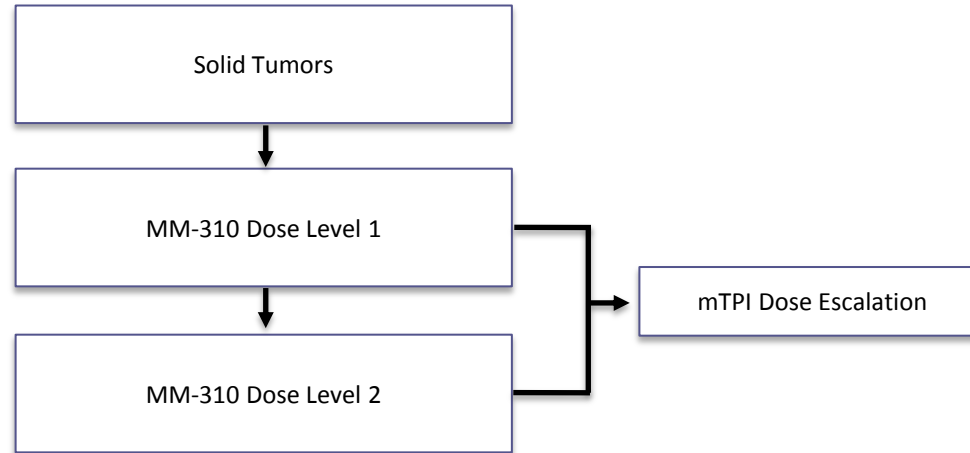 Solid Tumors
MM-310 Dose Level 1
mTPI Dose Escalation
MM-310 Dose Level 2